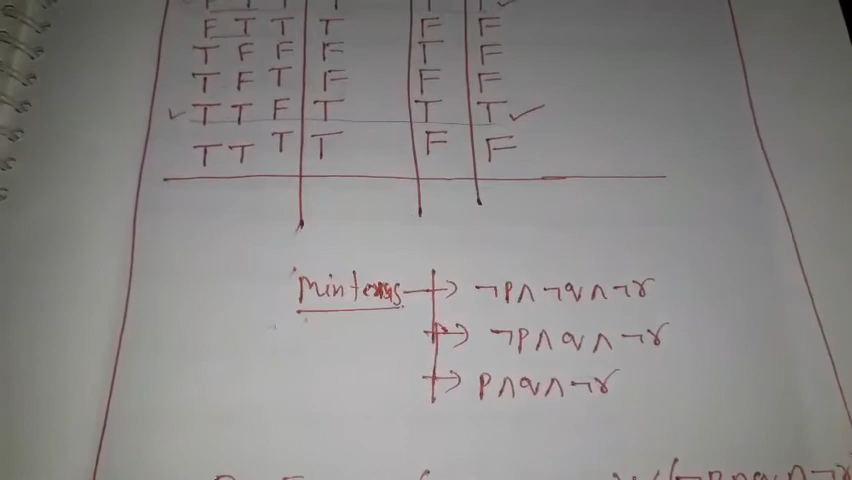 F T T T F F
T F F F T F
T F T F F F
✓ T T F T T T ✓
T T T T F F
Minterms → ¬p∧¬q∧¬r
→ ¬p∧q∧¬r
→ p∧q∧¬r